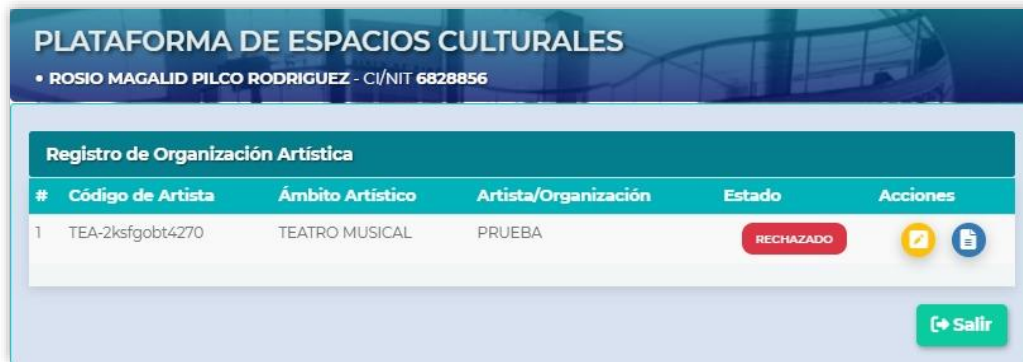 PLATAFORMA DE ESPACIOS CULTURALES
• ROSIO MAGALID PILCO RODRIGUEZ - CI/NIT 6828856
Registro de Organización Artística
# Código de Artista Ámbito Artístico Artista/Organización Estado Acciones
1 TEA-2ksfgobt4270 TEATRO MUSICAL PRUEBA RECHAZADO
Salir